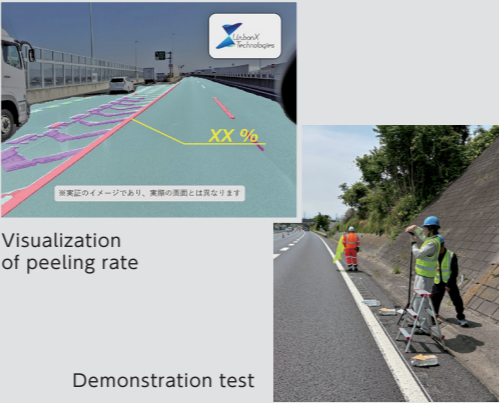 UrbanX
Technologies
XX %
※実証のイメージであり、実際の画面とは異なります
Visualization
of peeling rate
Demonstration test